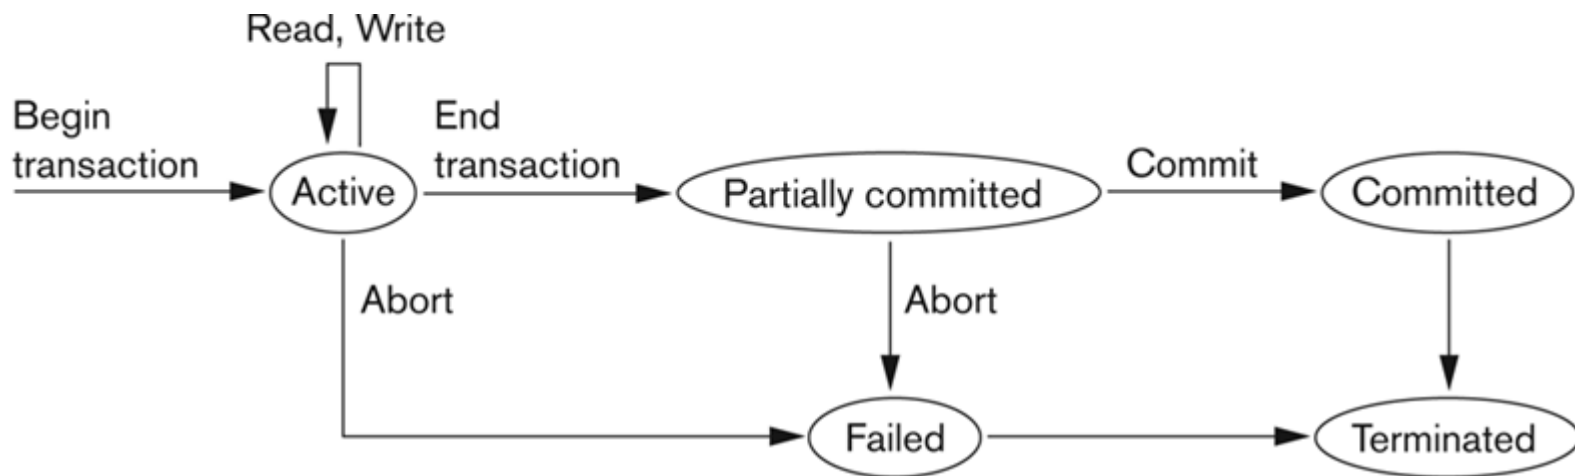 Read, Write
Begin
transaction
End
transaction
Active
Partially committed
Commit
Committed
Abort
Abort
Failed
Terminated